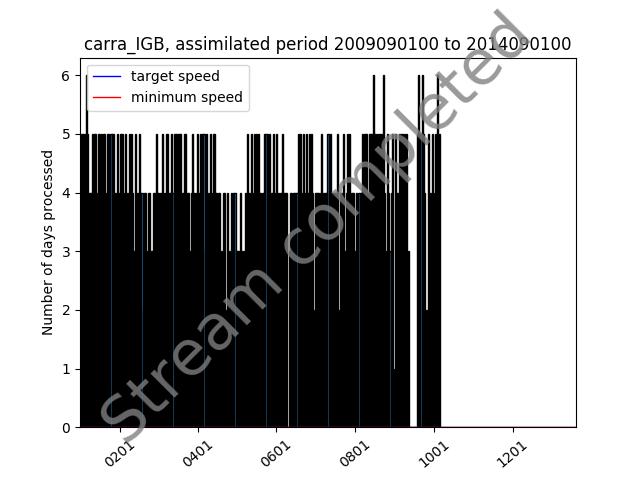 carra_IGB, assimilated period 2009090100 to 2014090100
target speed
minimum speed
Number of days processed
6
5
4
3
2
1
0
0201
0401
0601
0801
1001
1201
Stream completed